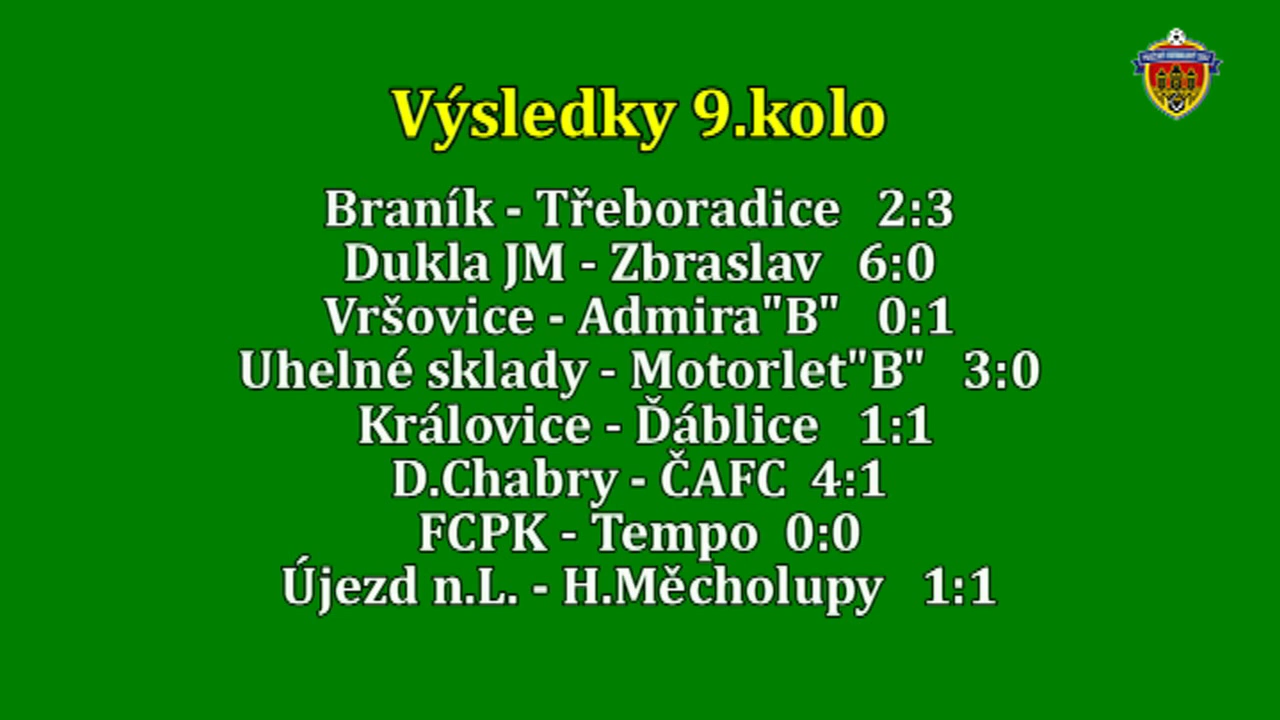 Výsledky 9.kolo
Braník - Třeboradice 2:3
Dukla JM - Zbraslav 6:0
Vršovice - Admira"B" 0:1
Uhelné sklady - Motorlet"B" 3:0
Královice - Ďáblice 1:1
D.Chabry - ČAFC 4:1
FCPK - Tempo 0:0
Újezd n.L. - H.Měcholupy 1:1